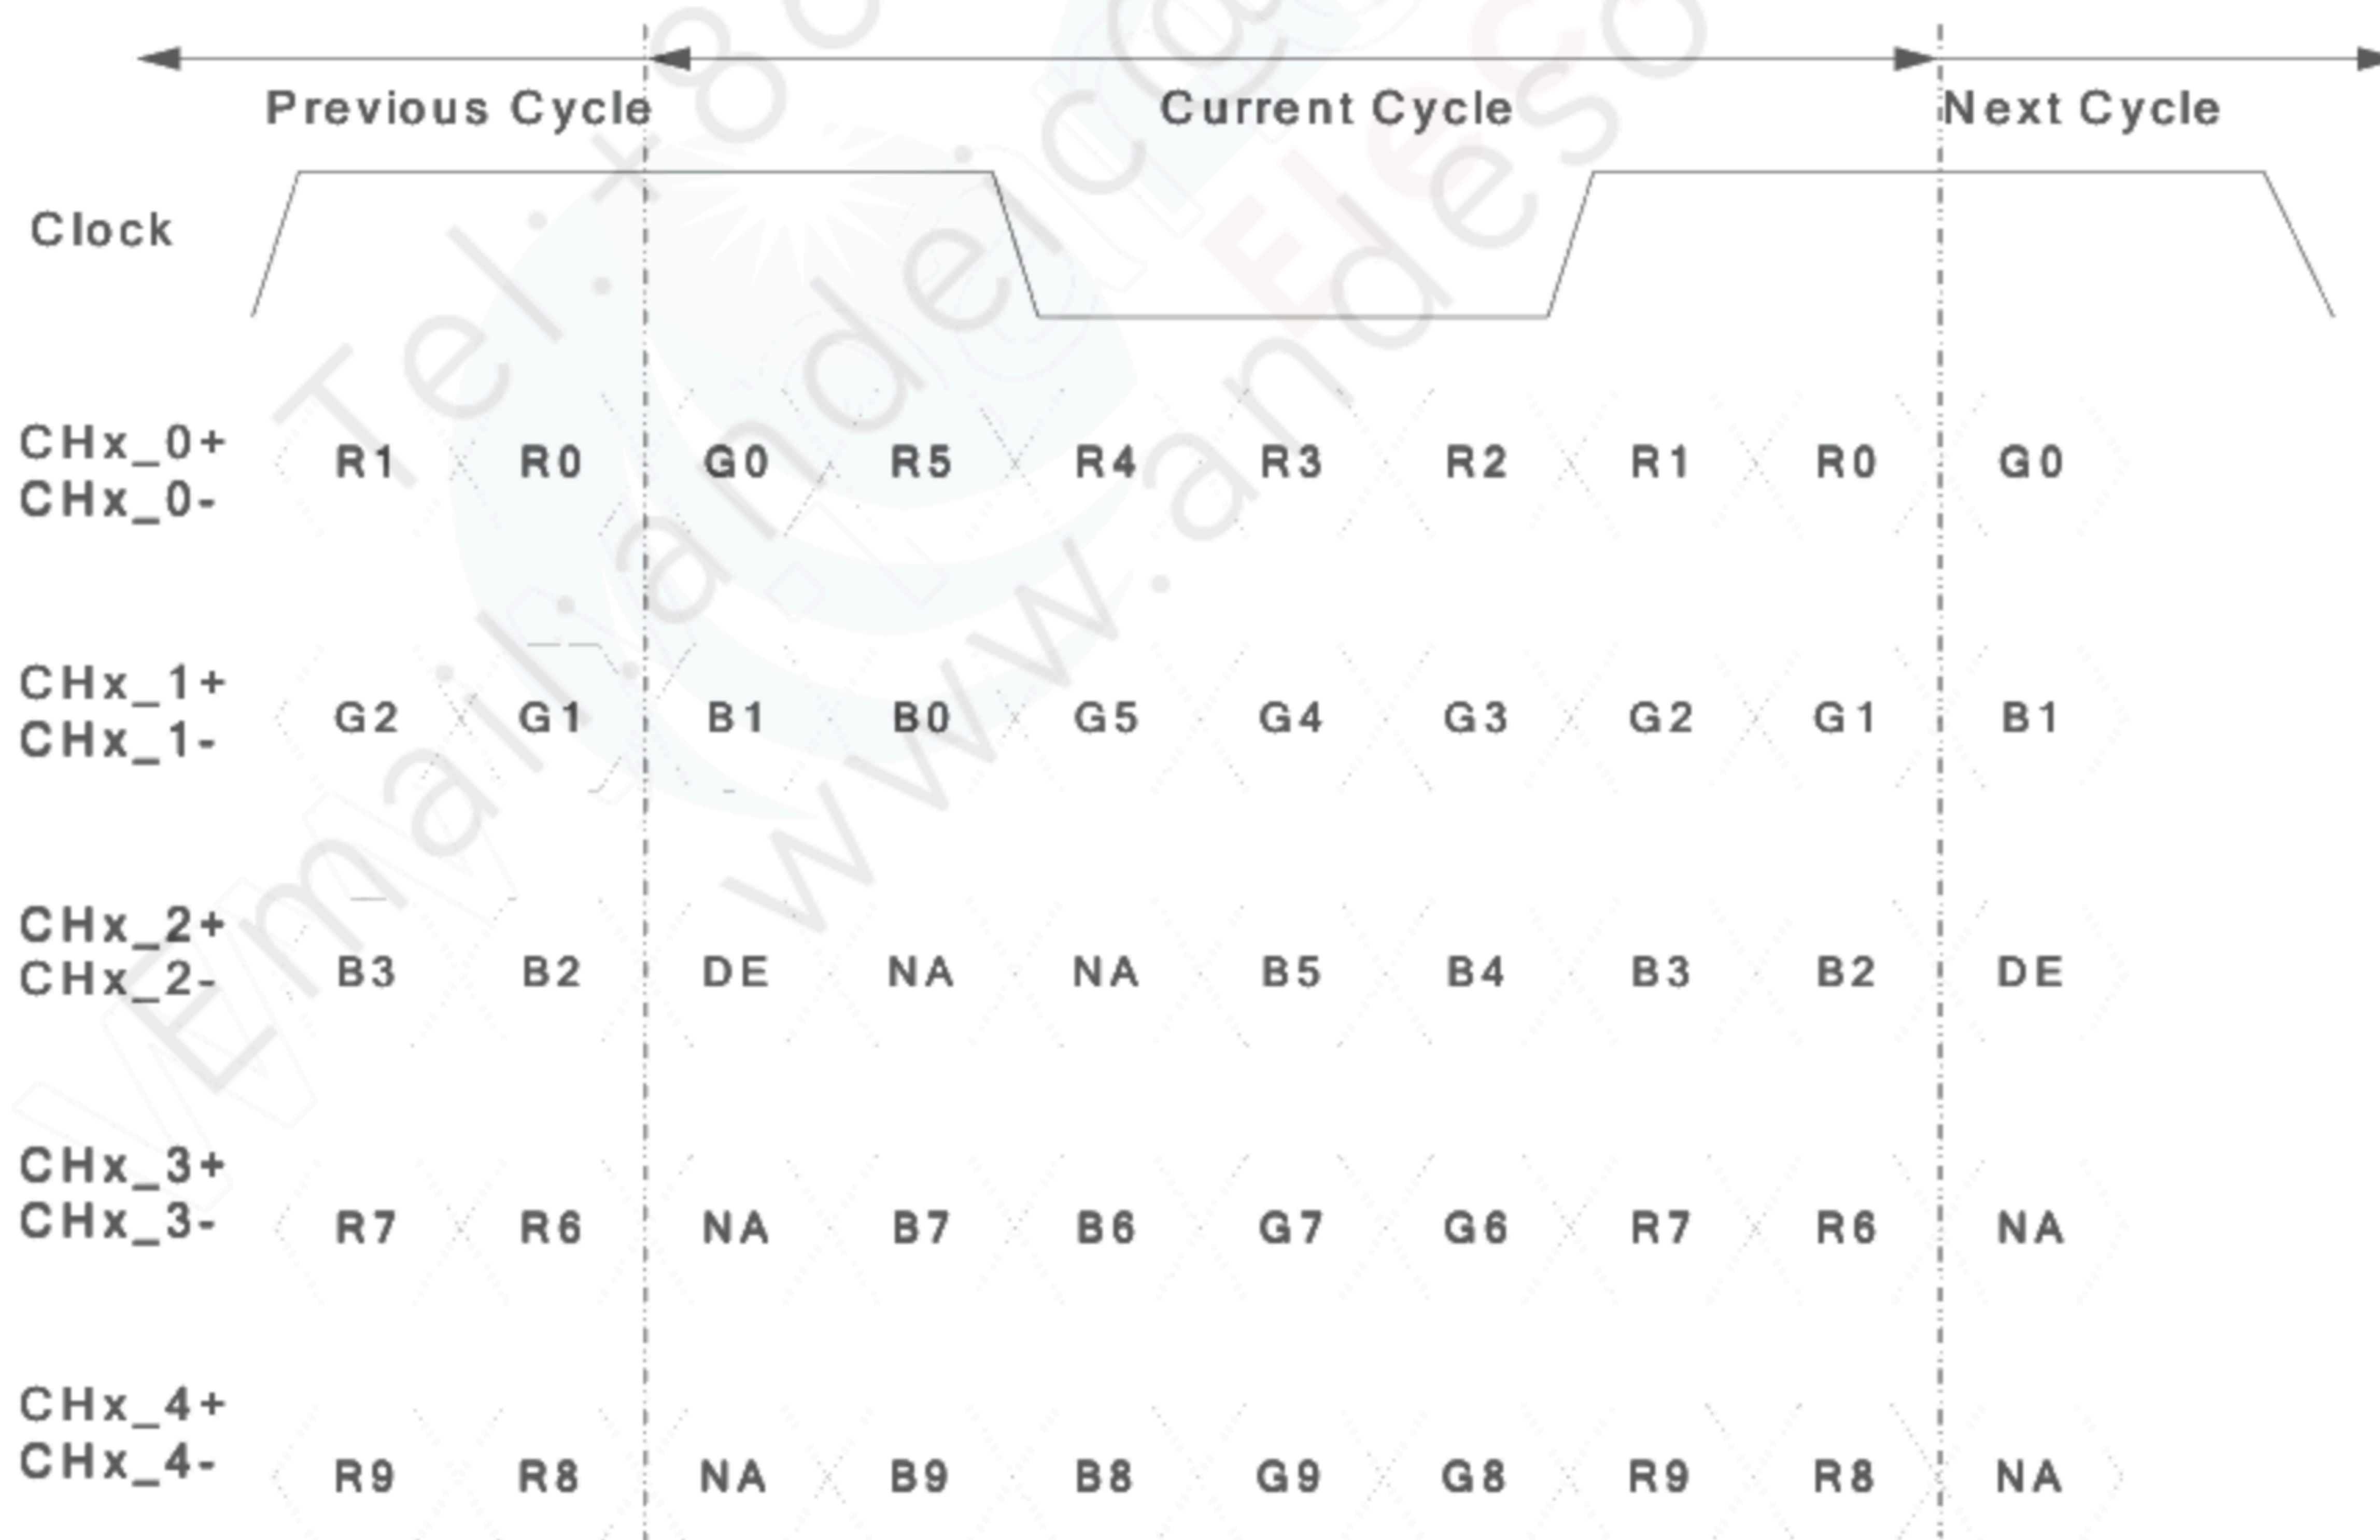 Previous Cycle Current Cycle Next Cycle
Clock
CHx_0+
CHx_0-
R1 R0 G0 R5 R4 R3 R2 R1 R0 G0
CHx_1+
CHx_1-
G2 G1 B1 B0 G5 G4 G3 G2 G1 B1
CHx_2+
CHx_2-
B3 B2 DE NA NA B5 B4 B3 B2 DE
CHx_3+
CHx_3-
R7 R6 NA B7 B6 G7 G6 R7 R6 NA
CHx_4+
CHx_4-
R9 R8 NA B9 B8 G9 G8 R9 R8 NA